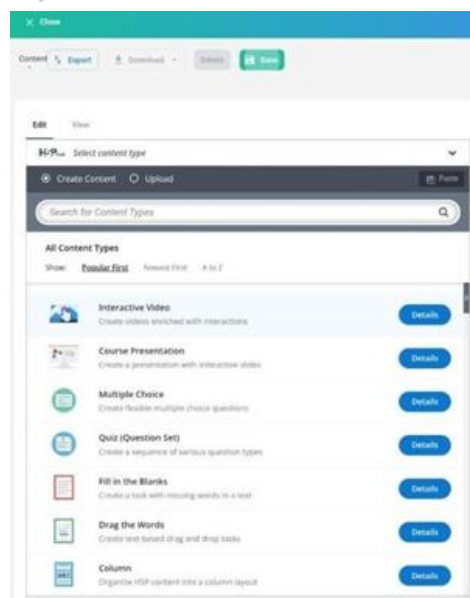 × Close
Content Export Download Delete Save
Edit View
H5P Select content type
Create Content Upload Paste
Search for Content Types
All Content Types
Show: Popular First Newest First A to Z
Interactive Video
Create videos enriched with interactions
Details
Course Presentation
Create a presentation with interactive slides
Details
Multiple Choice
Create flexible multiple choice questions
Details
Quiz (Question Set)
Create a sequence of various question types
Details
Fill in the Blanks
Create a task with missing words in a text
Details
Drag the Words
Create text-based drag and drop tasks
Details
Column
Organize H5P content into a column layout
Details